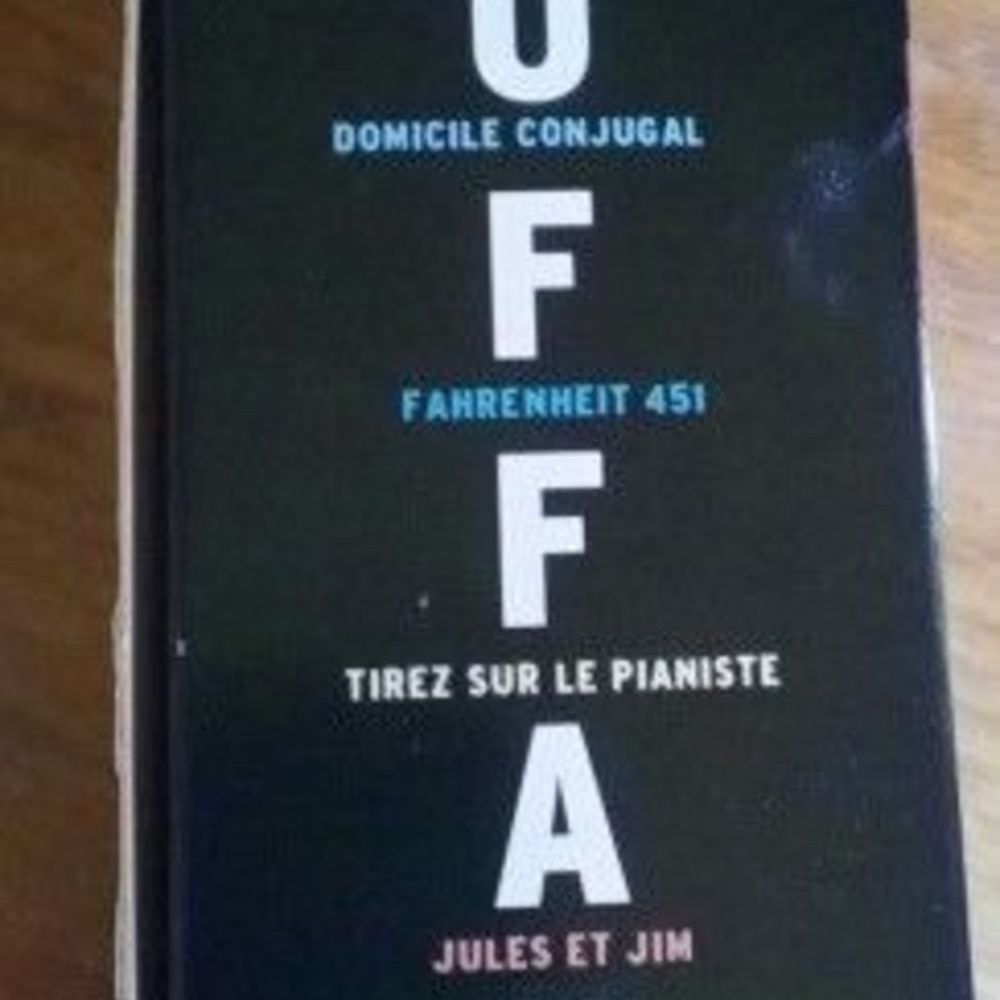 U
DOMICILE CONJUGAL
F
FAHRENHEIT 451
F
TIREZ SUR LE PIANISTE
A
JULES ET JIM